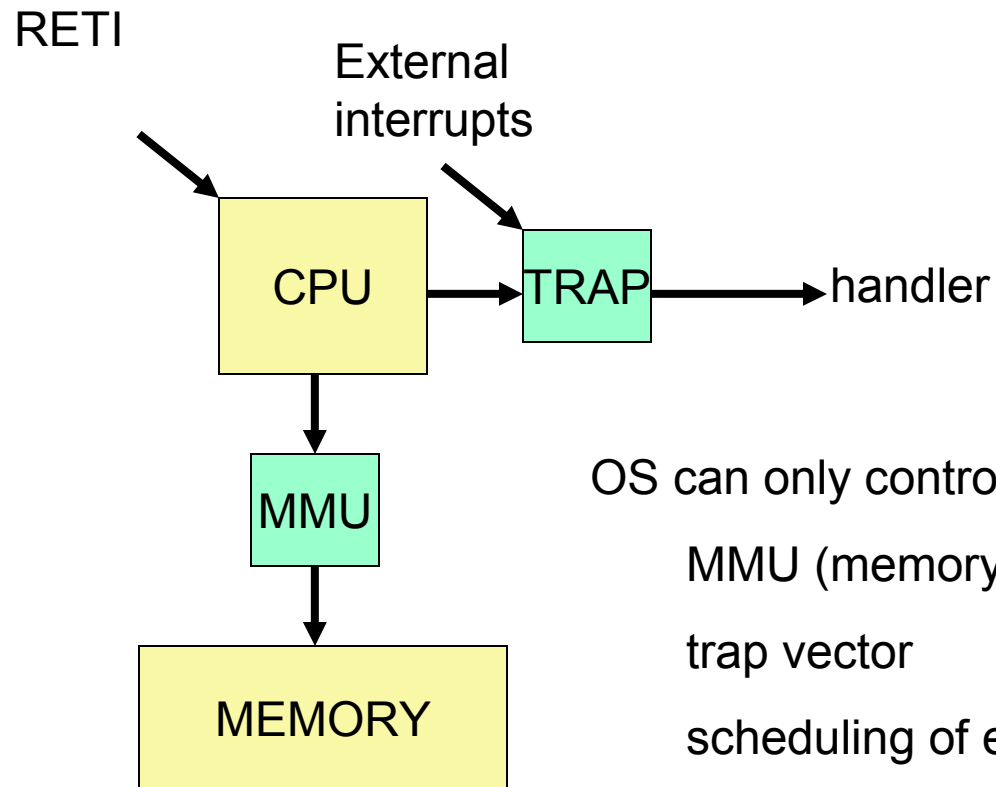 RETI
External
interrupts
CPU
TRAP
handler
MMU
OS can only contro
MMU (memory
trap vector
scheduling of e
MEMORY